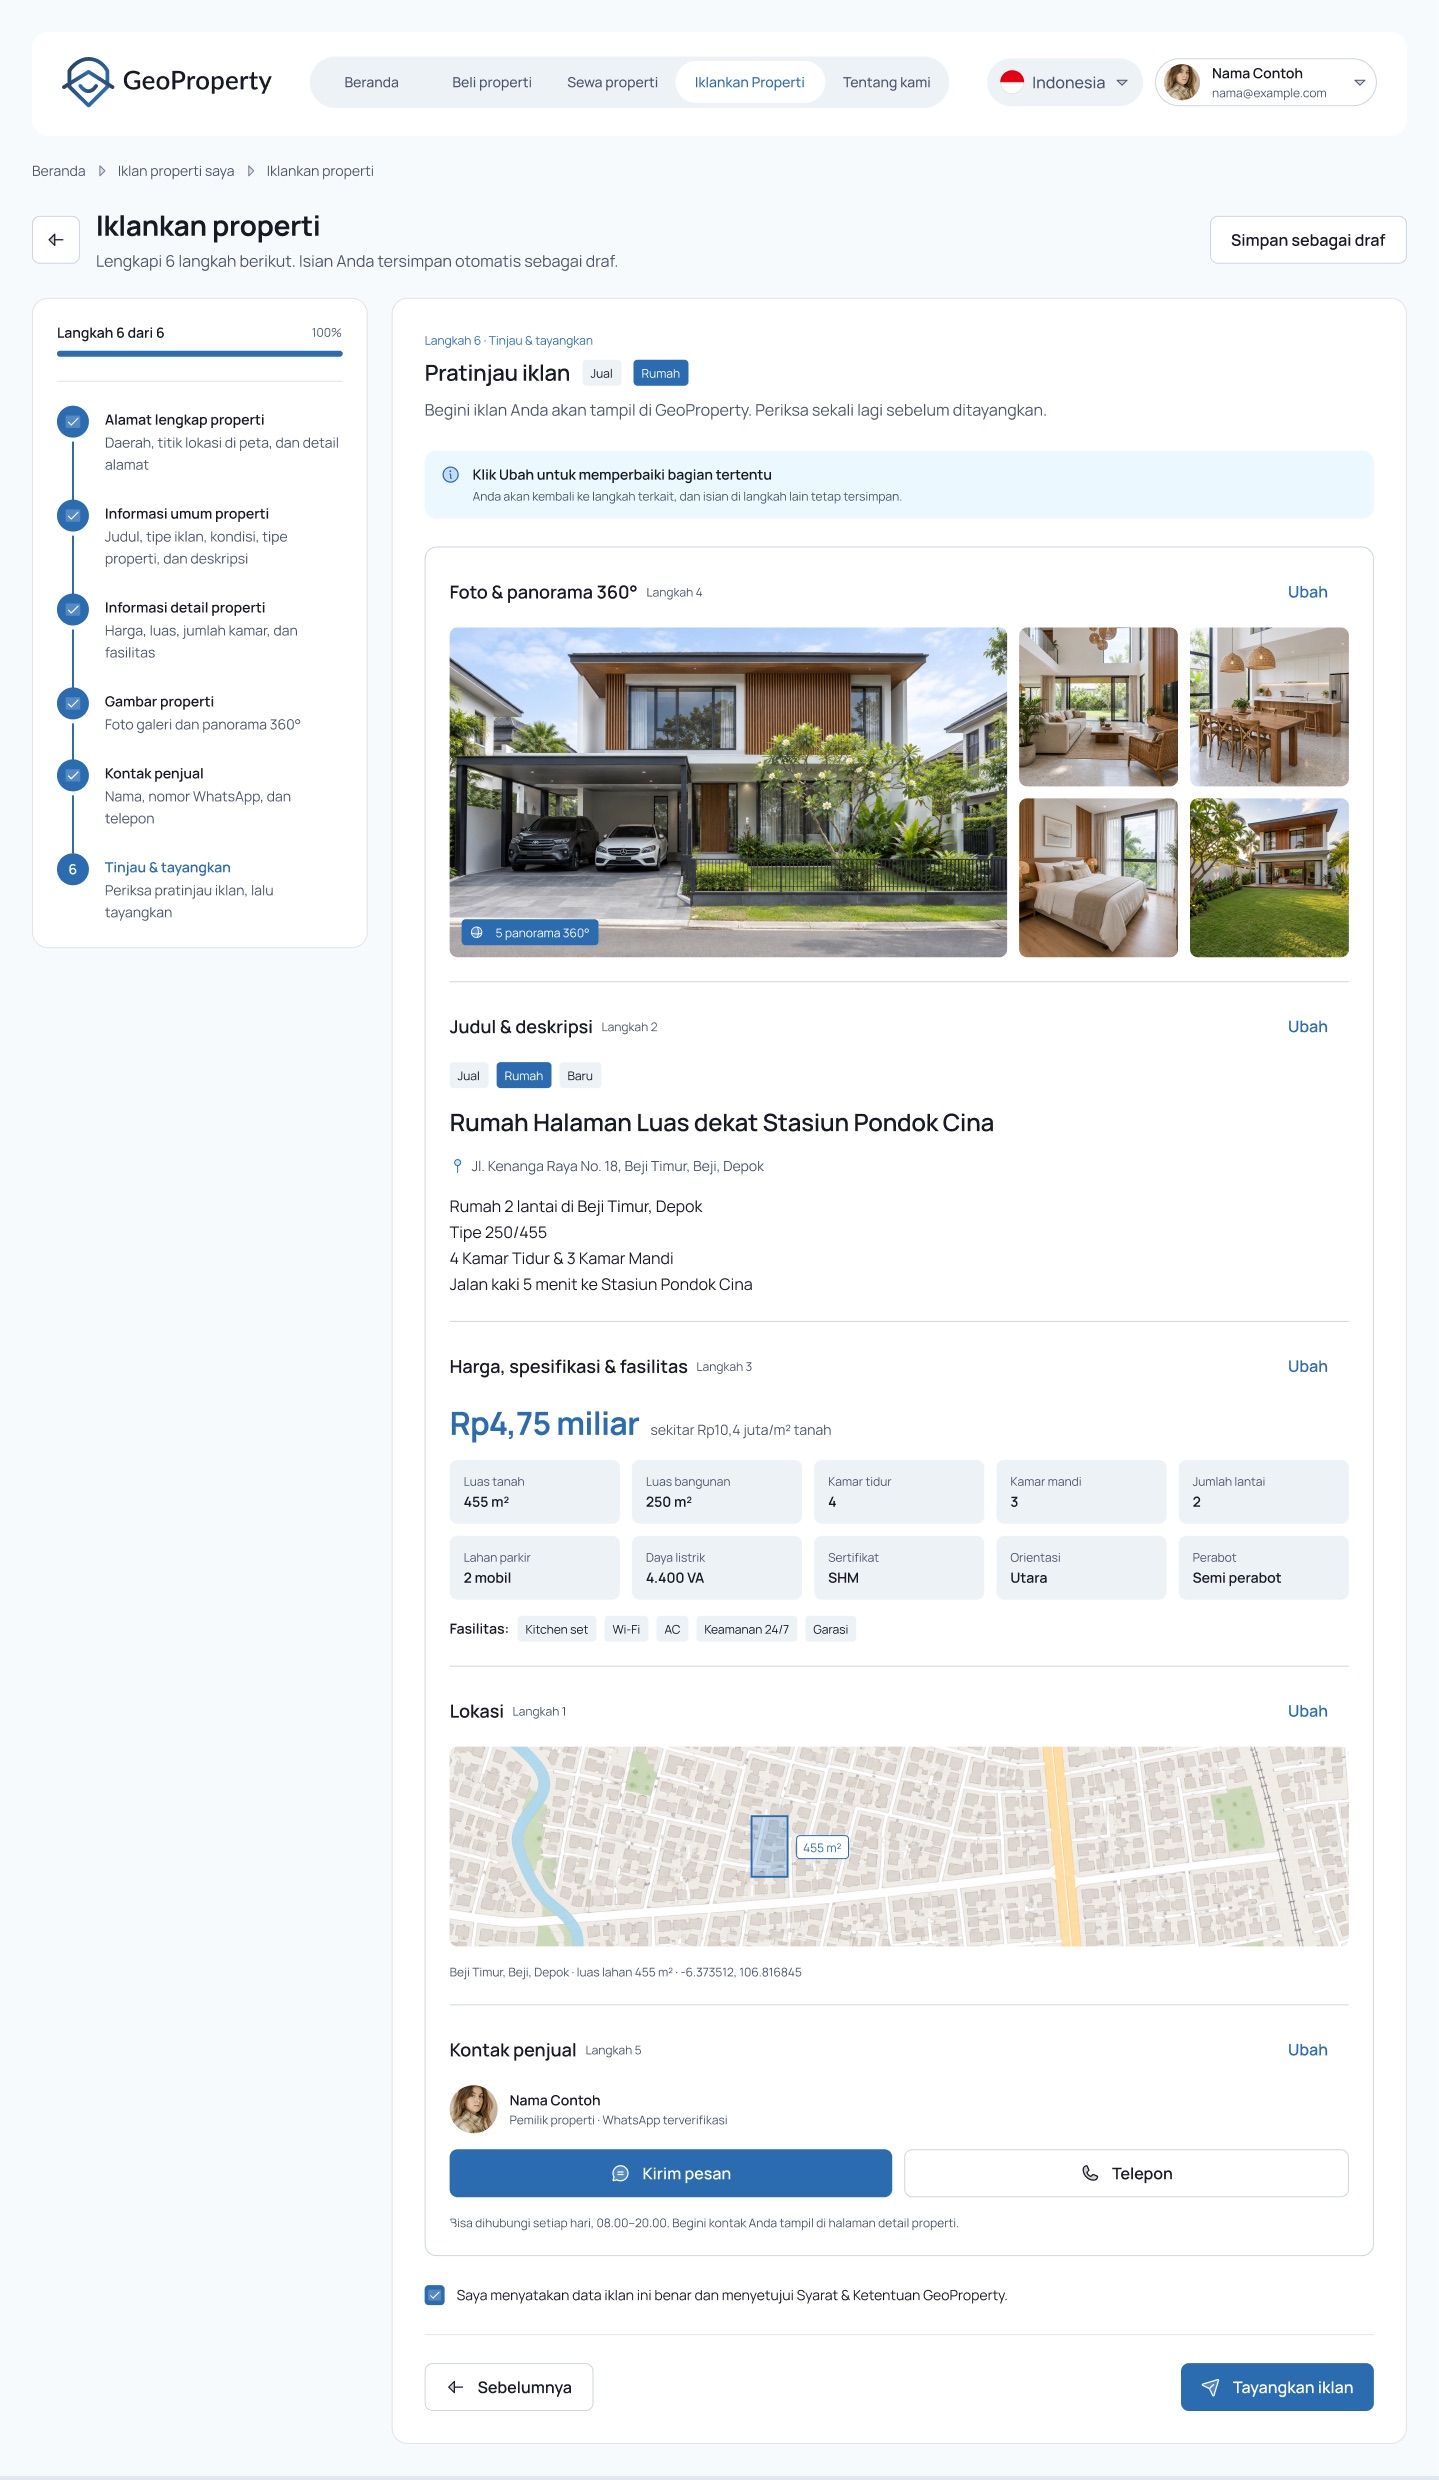 GeoProperty
Beranda
Beli properti
Sewa properti
Iklankan Properti
Tentang kami
Indonesia
Nama Contoh
nama@example.com
Beranda
Iklan properti saya
Iklankan properti
Iklankan properti
Lengkapi 6 langkah berikut. Isian Anda tersimpan otomatis sebagai draf.
Simpan sebagai draf
Langkah 6 dari 6
100%
Alamat lengkap properti
Daerah, titik lokasi di peta, dan detail
alamat
Informasi umum properti
Judul, tipe iklan, kondisi, tipe
properti, dan deskripsi
Informasi detail properti
Harga, luas, jumlah kamar, dan
fasilitas
Gambar properti
Foto galeri dan panorama 360°
Kontak penjual
Nama, nomor WhatsApp, dan
telepon
6
Tinjau & tayangkan
Periksa pratinjau iklan, lalu
tayangkan
Langkah 6 · Tinjau & tayangkan
Pratinjau iklan
Jual
Rumah
Begini iklan Anda akan tampil di GeoProperty. Periksa sekali lagi sebelum ditayangkan.
Klik Ubah untuk memperbaiki bagian tertentu
Anda akan kembali ke langkah terkait, dan isian di langkah lain tetap tersimpan.
Foto & panorama 360°
Langkah 4
Ubah
5 panorama 360°
Judul & deskripsi
Langkah 2
Ubah
Jual
Rumah
Baru
Rumah Halaman Luas dekat Stasiun Pondok Cina
Jl. Kenanga Raya No. 18, Beji Timur, Beji, Depok
Rumah 2 lantai di Beji Timur, Depok
Tipe 250/455
4 Kamar Tidur & 3 Kamar Mandi
Jalan kaki 5 menit ke Stasiun Pondok Cina
Harga, spesifikasi & fasilitas
Langkah 3
Ubah
Rp4,75 miliar
sekitar Rp10,4 juta/m² tanah
Luas tanah
455 m²
Luas bangunan
250 m²
Kamar tidur
4
Kamar mandi
3
Jumlah lantai
2
Lahan parkir
2 mobil
Daya listrik
4.400 VA
Sertifikat
SHM
Orientasi
Utara
Perabot
Semi perabot
Fasilitas:
Kitchen set
Wi-Fi
AC
Keamanan 24/7
Garasi
Lokasi
Langkah 1
Ubah
455 m²
Beji Timur, Beji, Depok · luas lahan 455 m² · -6.373512, 106.816845
Kontak penjual
Langkah 5
Ubah
Nama Contoh
Pemilik properti · WhatsApp terverifikasi
Kirim pesan
Telepon
Bisa dihubungi setiap hari, 08.00–20.00. Begini kontak Anda tampil di halaman detail properti.
Saya menyatakan data iklan ini benar dan menyetujui Syarat & Ketentuan GeoProperty.
Sebelumnya
Tayangkan iklan